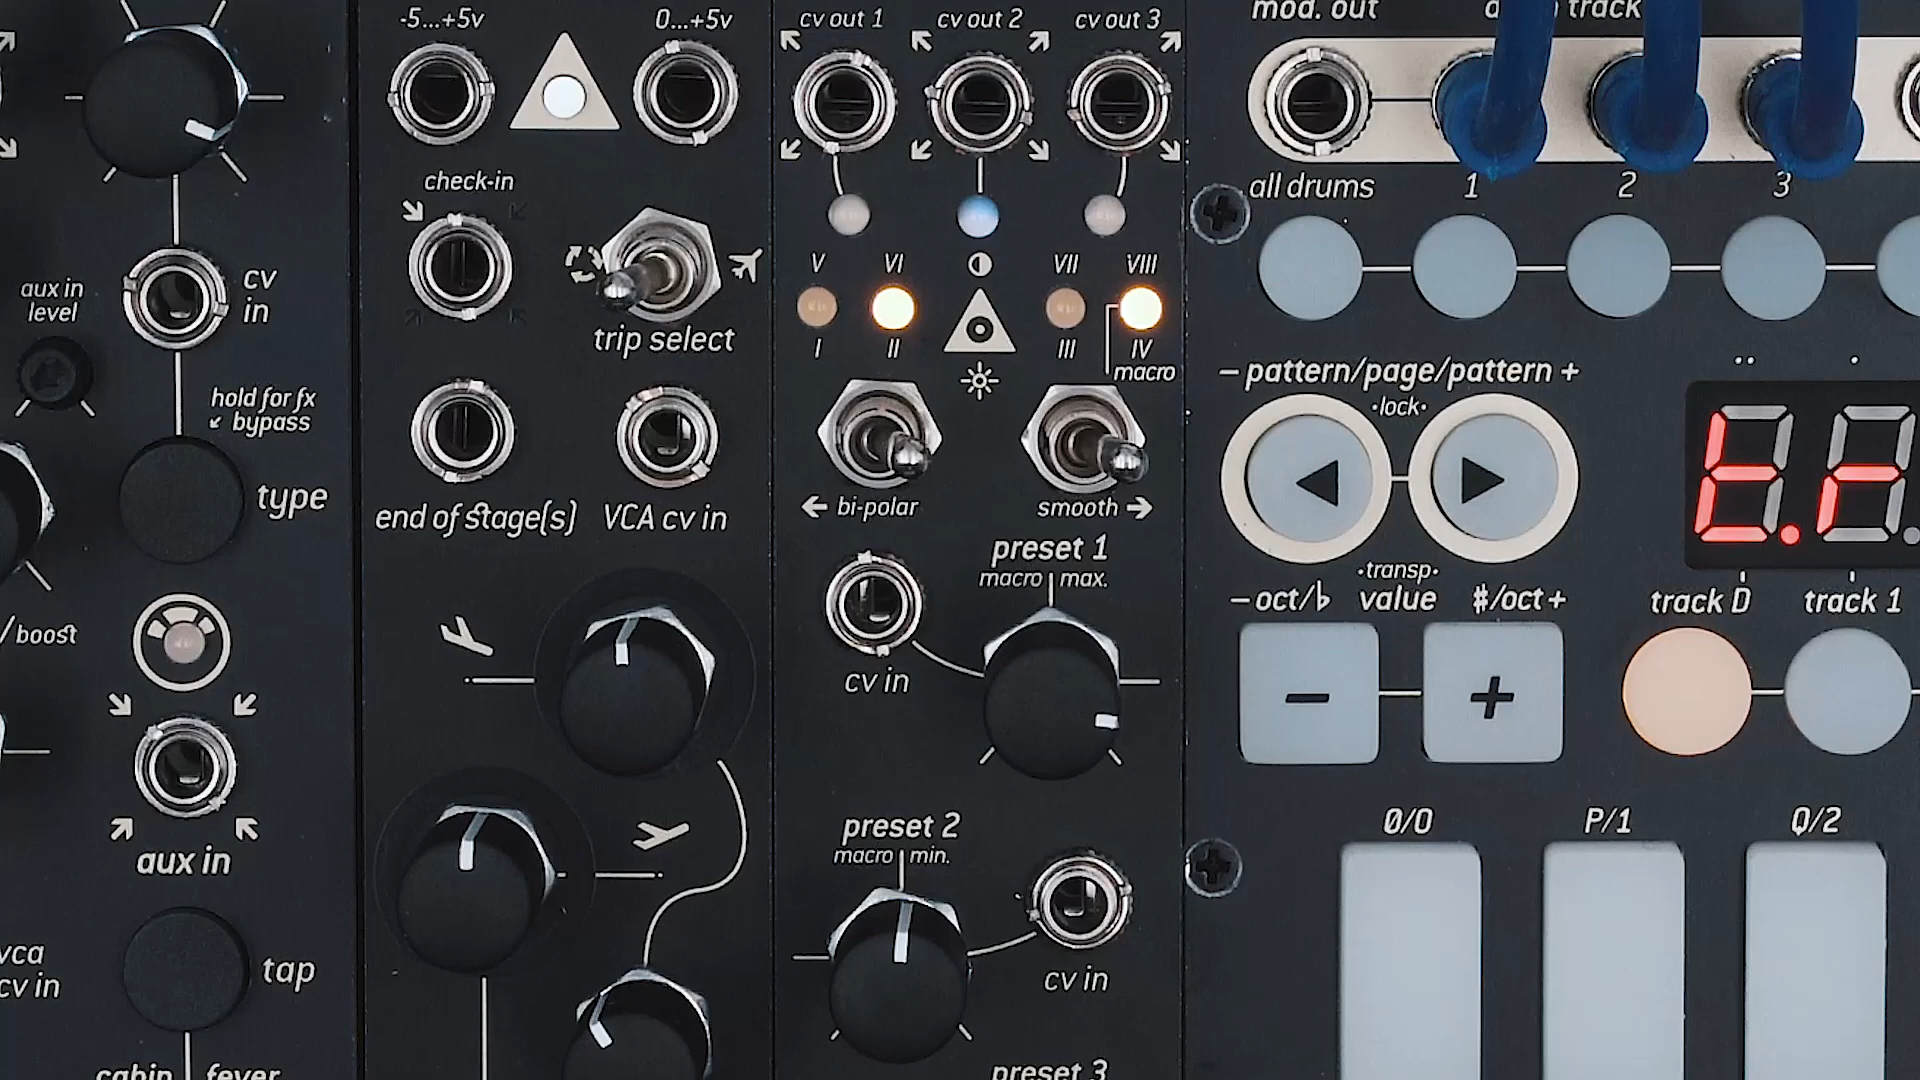 -5...+5v
0...+5v
check-in
trip select
end of stage(s)
VCA cv in
cv in
aux in level
hold for fx bypass
type
/boost
aux in
vca cv in
tap
cabin fever
cv out 1
cv out 2
cv out 3
V
VI
VII
VIII
I
II
III
IV
macro
bi-polar
smooth
preset 1
macro max.
cv in
preset 2
macro min.
cv in
preset 3
mod. out
track
all drums
1
2
3
- pattern/page/pattern +
·lock·
·transp·
- oct/♭
value
#/oct +
track D
track 1
t.r
-
+
0/0
P/1
Q/2